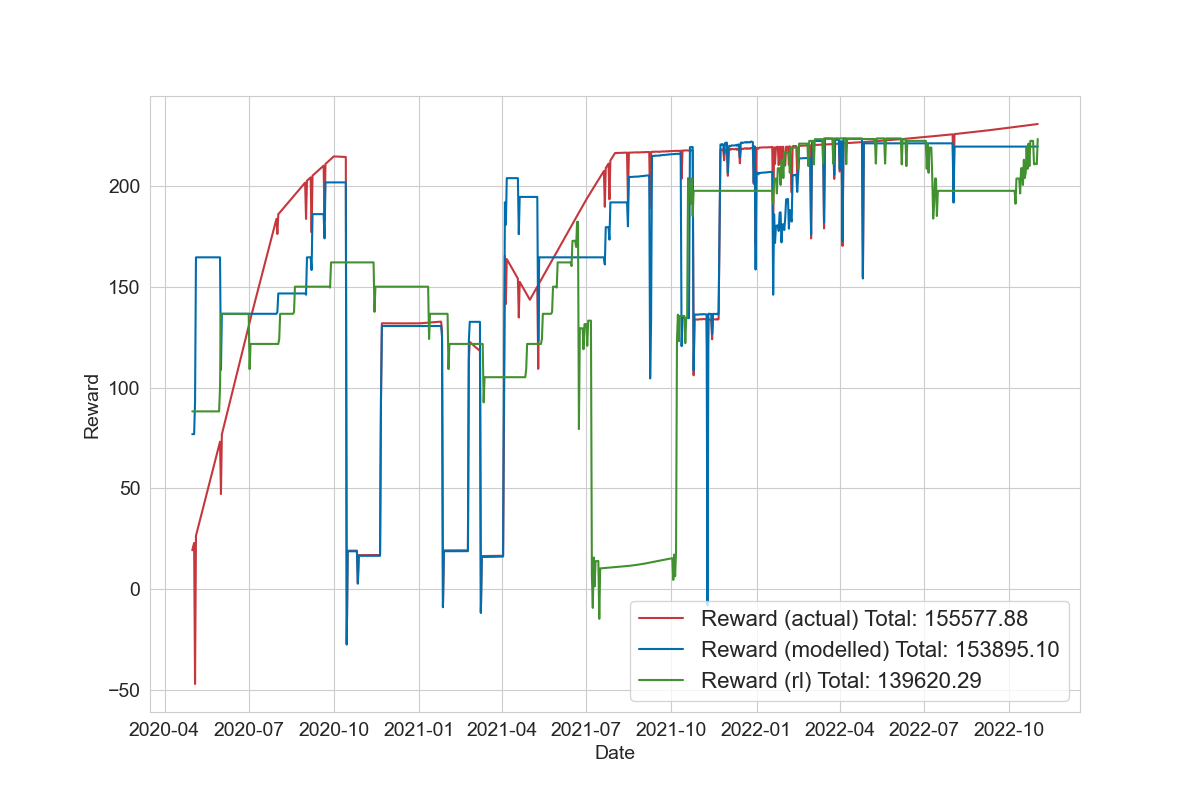 200
150
100
50
0
−50
Reward
2020-04 2020-07 2020-10 2021-01 2021-04 2021-07 2021-10 2022-01 2022-04 2022-07 2022-10
Date
Reward (actual) Total: 155577.88
Reward (modelled) Total: 153895.10
Reward (rl) Total: 139620.29